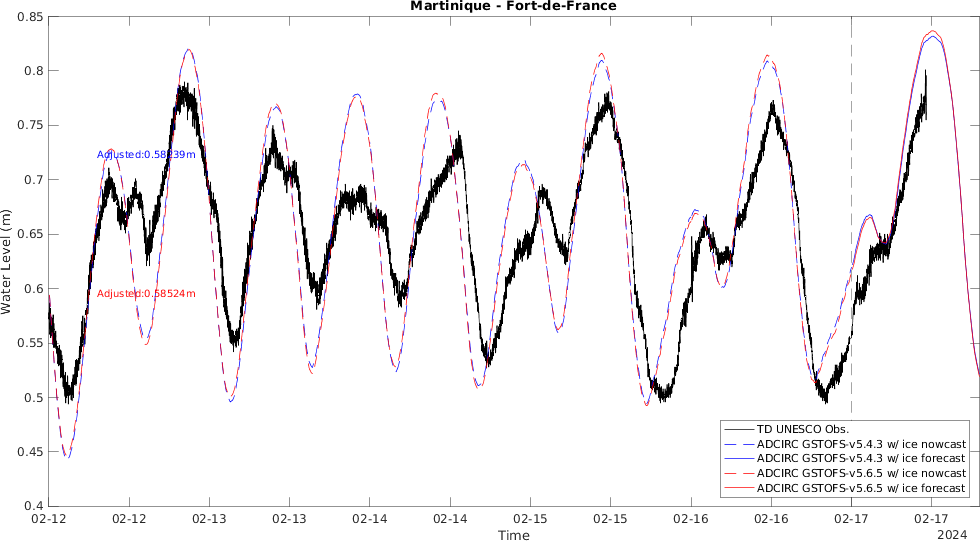 Martinique - Fort-de-France
0.85
0.8
0.75
0.7
0.65
0.6
0.55
0.5
0.45
0.4
Water Level (m)
Adjusted:0.58239m
Adjusted:0.58524m
TD UNESCO Obs.
ADCIRC GSTOFS-v5.4.3 w/ ice nowcast
ADCIRC GSTOFS-v5.4.3 w/ ice forecast
ADCIRC GSTOFS-v5.6.5 w/ ice nowcast
ADCIRC GSTOFS-v5.6.5 w/ ice forecast
02-12 02-12 02-13 02-13 02-14 02-14 02-15 02-15 02-16 02-16 02-17 02-17
Time
2024